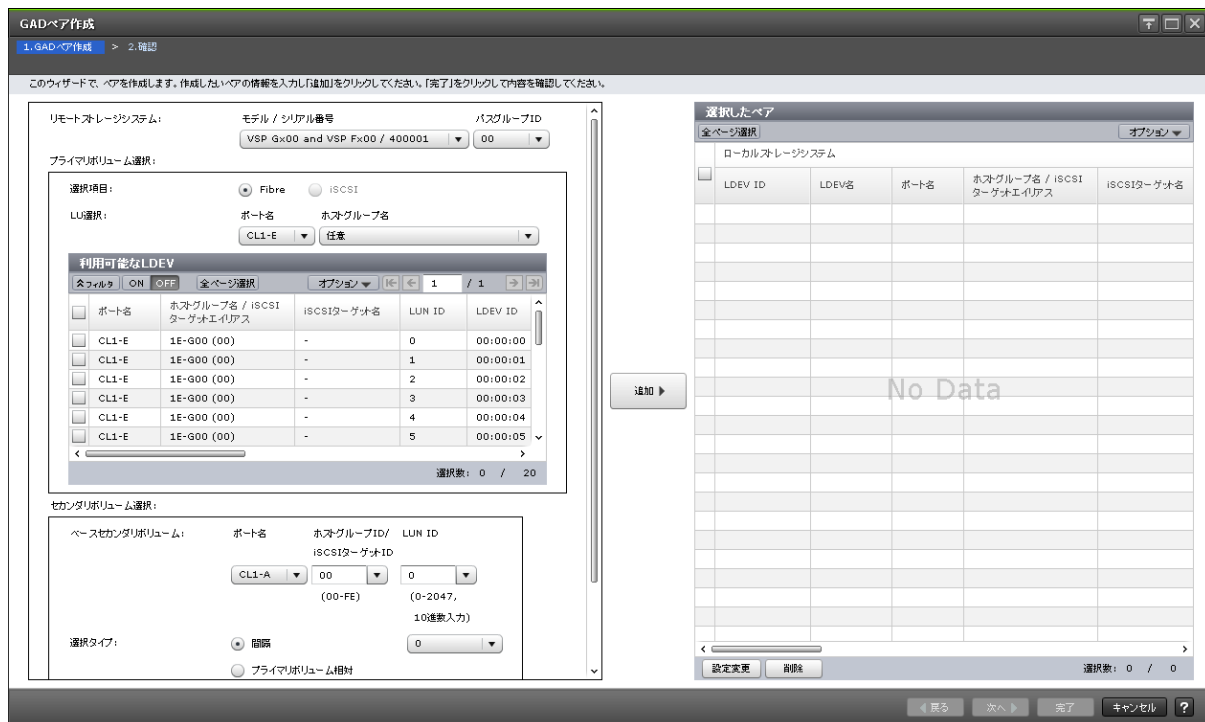 GADペア作成
1.GADペア作成 > 2.確認
このウィザードで、ペアを作成します。作成したいペアの情報を入力し「追加」をクリックしてください。「完了」をクリックして内容を確認してください。
リモートストレージシステム: モデル / シリアル番号 パスグループID
VSP Gx00 and VSP Fx00 / 400001 00
プライマリボリューム選択:
選択項目: Fibre iSCSI
LU選択: ポート名 ホストグループ名
CL1-E 任意
利用可能なLDEV
フィルタ ON OFF 全ページ選択 オプション 1 / 1
ポート名 ホストグループ名 / iSCSI ターゲットエイリアス iSCSIターゲット名 LUN ID LDEV ID
CL1-E 1E-G00 (00) - 0 00:00:00
CL1-E 1E-G00 (00) - 1 00:00:01
CL1-E 1E-G00 (00) - 2 00:00:02
CL1-E 1E-G00 (00) - 3 00:00:03
CL1-E 1E-G00 (00) - 4 00:00:04
CL1-E 1E-G00 (00) - 5 00:00:05
選択数: 0 / 20
セカンダリボリューム選択:
ベースセカンダリボリューム: ポート名 ホストグループID/ LUN ID
iSCSIターゲットID
CL1-A 00 0
(00-FE) (0-2047,
10進数入力)
選択タイプ: 間隔 0
プライマリボリューム相対
追加
選択したペア
全ページ選択 オプション
ローカルストレージシステム
LDEV ID LDEV名 ポート名 ホストグループ名 / iSCSI ターゲットエイリアス iSCSIターゲット名
No Data
設定変更 削除 選択数: 0 / 0
戻る 次へ 完了 キャンセル ?